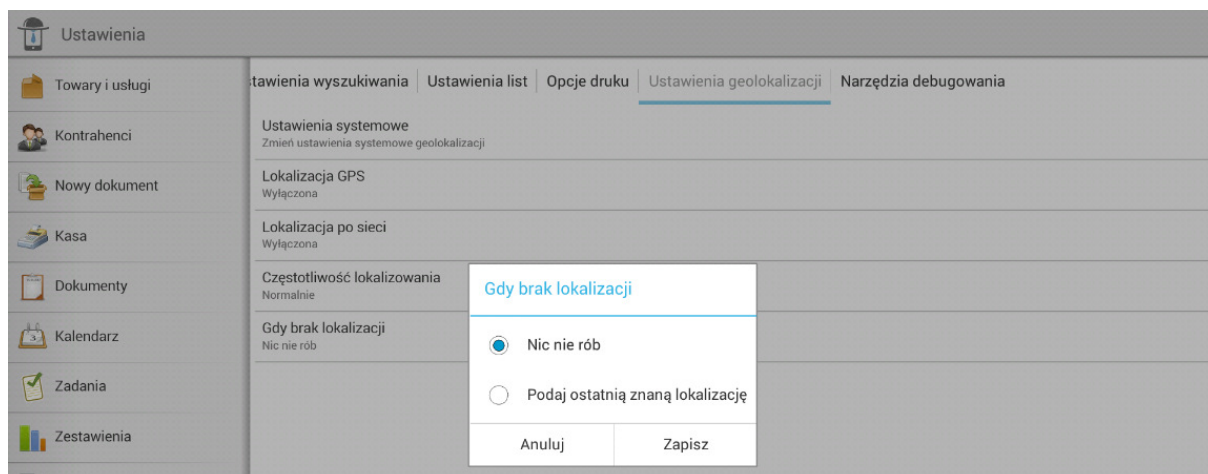 Ustawienia
Towary i usługi
Kontrahenci
Nowy dokument
Kasa
Dokumenty
Kalendarz
Zadania
Zestawienia
tawienia wyszukiwania Ustawienia list Opcje druku Ustawienia geolokalizacji Narzędzia debugowania
Ustawienia systemowe
Zmień ustawienia systemowe geolokalizacji
Lokalizacja GPS
Wyłączona
Lokalizacja po sieci
Wyłączona
Częstotliwość lokalizowania
Normalnie
Gdy brak lokalizacji
Nic nie rób
Gdy brak lokalizacji
Nic nie rób
Podaj ostatnią znaną lokalizację
Anuluj Zapisz